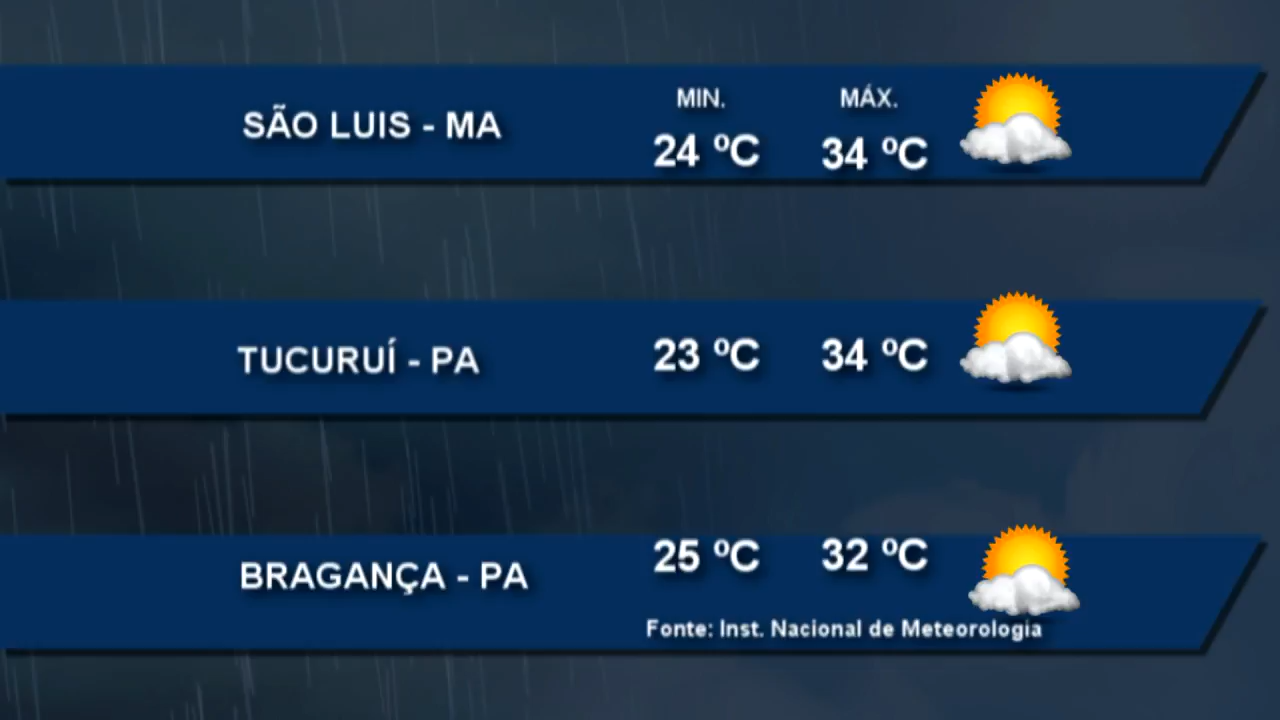 MIN. MÁX.
SÃO LUIS - MA 24 ºC 34 ºC
TUCURUÍ - PA 23 ºC 34 ºC
BRAGANÇA - PA 25 ºC 32 ºC
Fonte: Inst. Nacional de Meteorologia